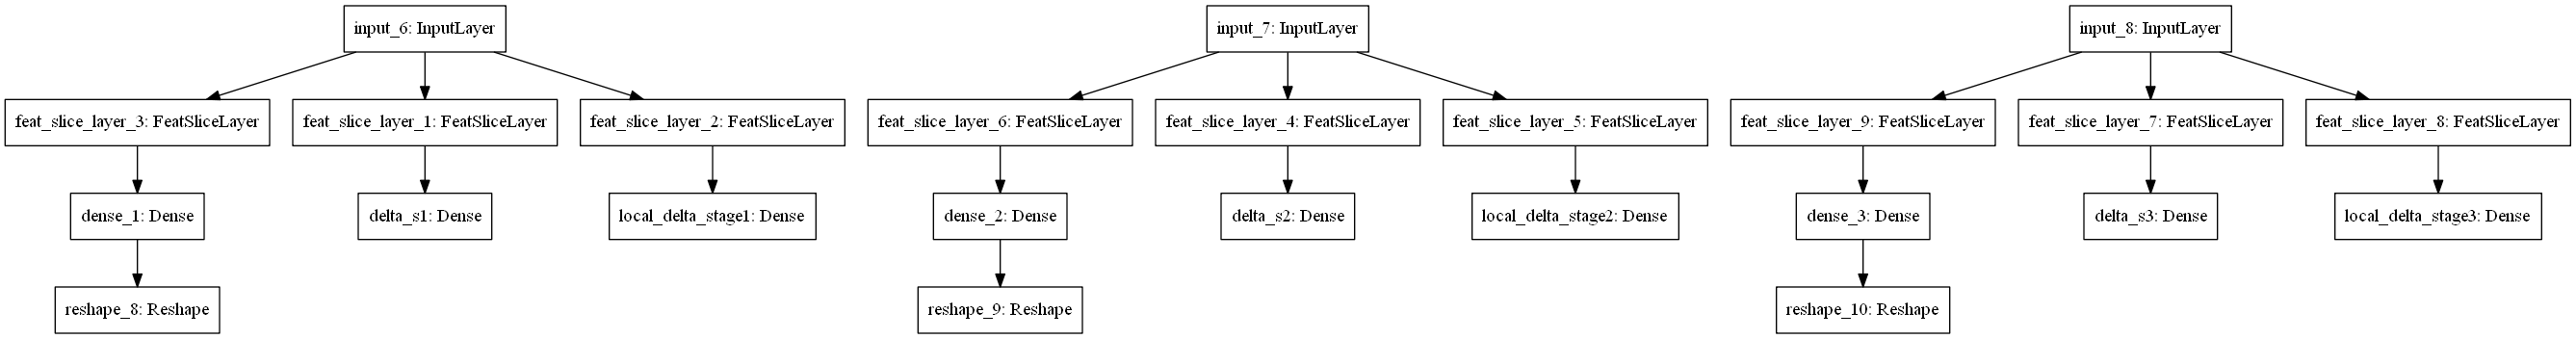 input_6: InputLayer
input_7: InputLayer
input_8: InputLayer
feat_slice_layer_3: FeatSliceLayer
feat_slice_layer_1: FeatSliceLayer
feat_slice_layer_2: FeatSliceLayer
feat_slice_layer_6: FeatSliceLayer
feat_slice_layer_4: FeatSliceLayer
feat_slice_layer_5: FeatSliceLayer
feat_slice_layer_9: FeatSliceLayer
feat_slice_layer_7: FeatSliceLayer
feat_slice_layer_8: FeatSliceLayer
dense_1: Dense
delta_s1: Dense
local_delta_stage1: Dense
dense_2: Dense
delta_s2: Dense
local_delta_stage2: Dense
dense_3: Dense
delta_s3: Dense
local_delta_stage3: Dense
reshape_8: Reshape
reshape_9: Reshape
reshape_10: Reshape